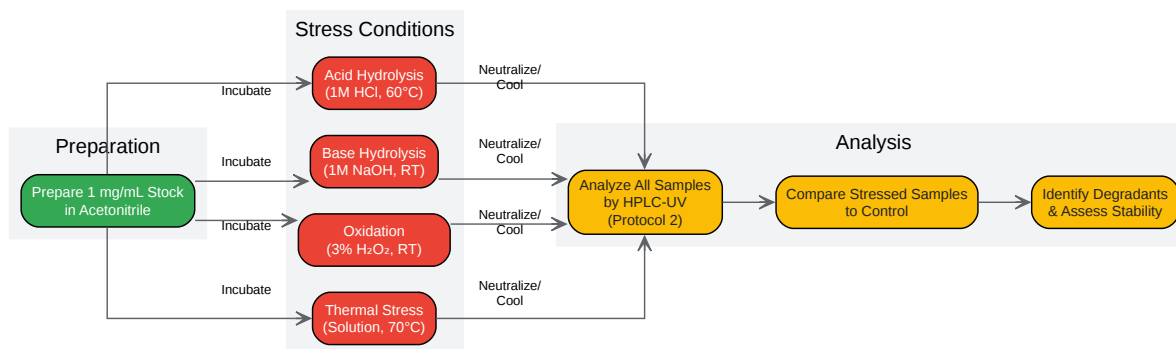 Stress Conditions
Preparation
Analysis
Prepare 1 mg/mL Stock
in Acetonitrile
Incubate
Incubate
Incubate
Incubate
Acid Hydrolysis
(1M HCl, 60°C)
Base Hydrolysis
(1M NaOH, RT)
Oxidation
(3% H₂O₂, RT)
Thermal Stress
(Solution, 70°C)
Neutralize/
Cool
Neutralize/
Cool
Neutralize/
Cool
Neutralize/
Cool
Analyze All Samples
by HPLC-UV
(Protocol 2)
Compare Stressed Samples
to Control
Identify Degradants
& Assess Stability